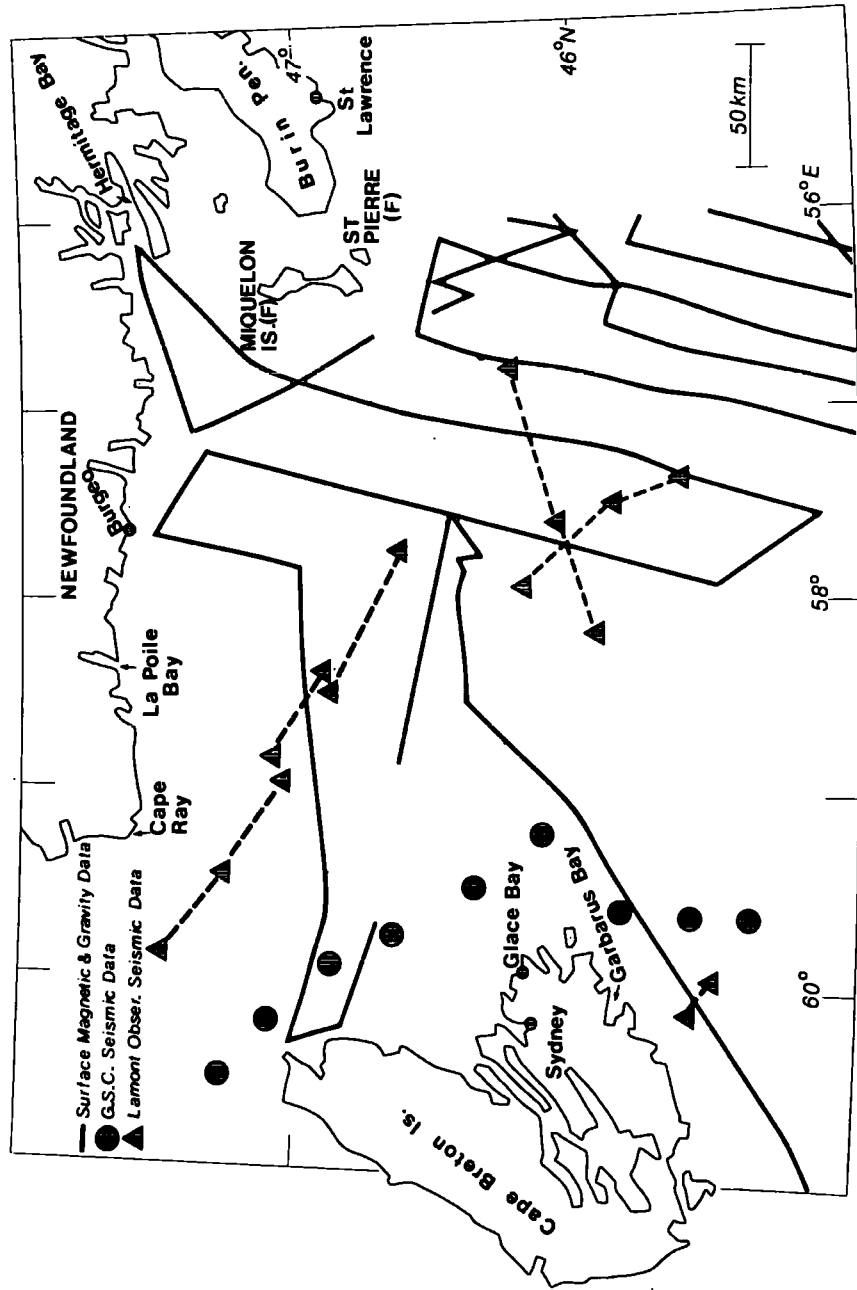 Surface Magnetic & Gravity Data
G.S.C. Seismic Data
Lamont Obser. Seismic Data
NEWFOUNDLAND
Hermitage Bay
Burgeo
La Poile
Bay
Cape
Ray
Burin Pen.
47°
St
Lawrence
MIQUELON
IS.(F)
ST
PIERRE
(F)
46°N
50 km
56°E
58°
60°
Glace Bay
Garbarus Bay
Sydney
Cape Breton Is.